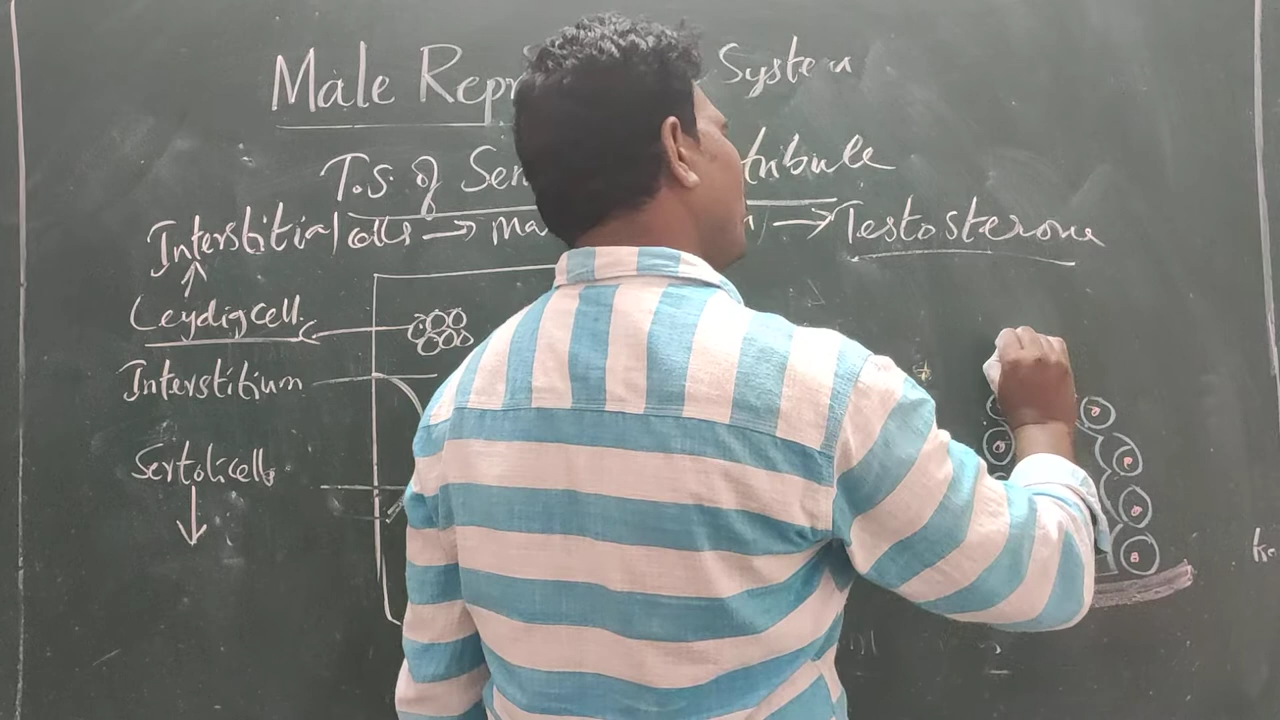 Male Repr System
T.S. of Sem tubule
Interstitial cells → ma → Testosterone
Leydig cell
Interstitium
Sertoli cells